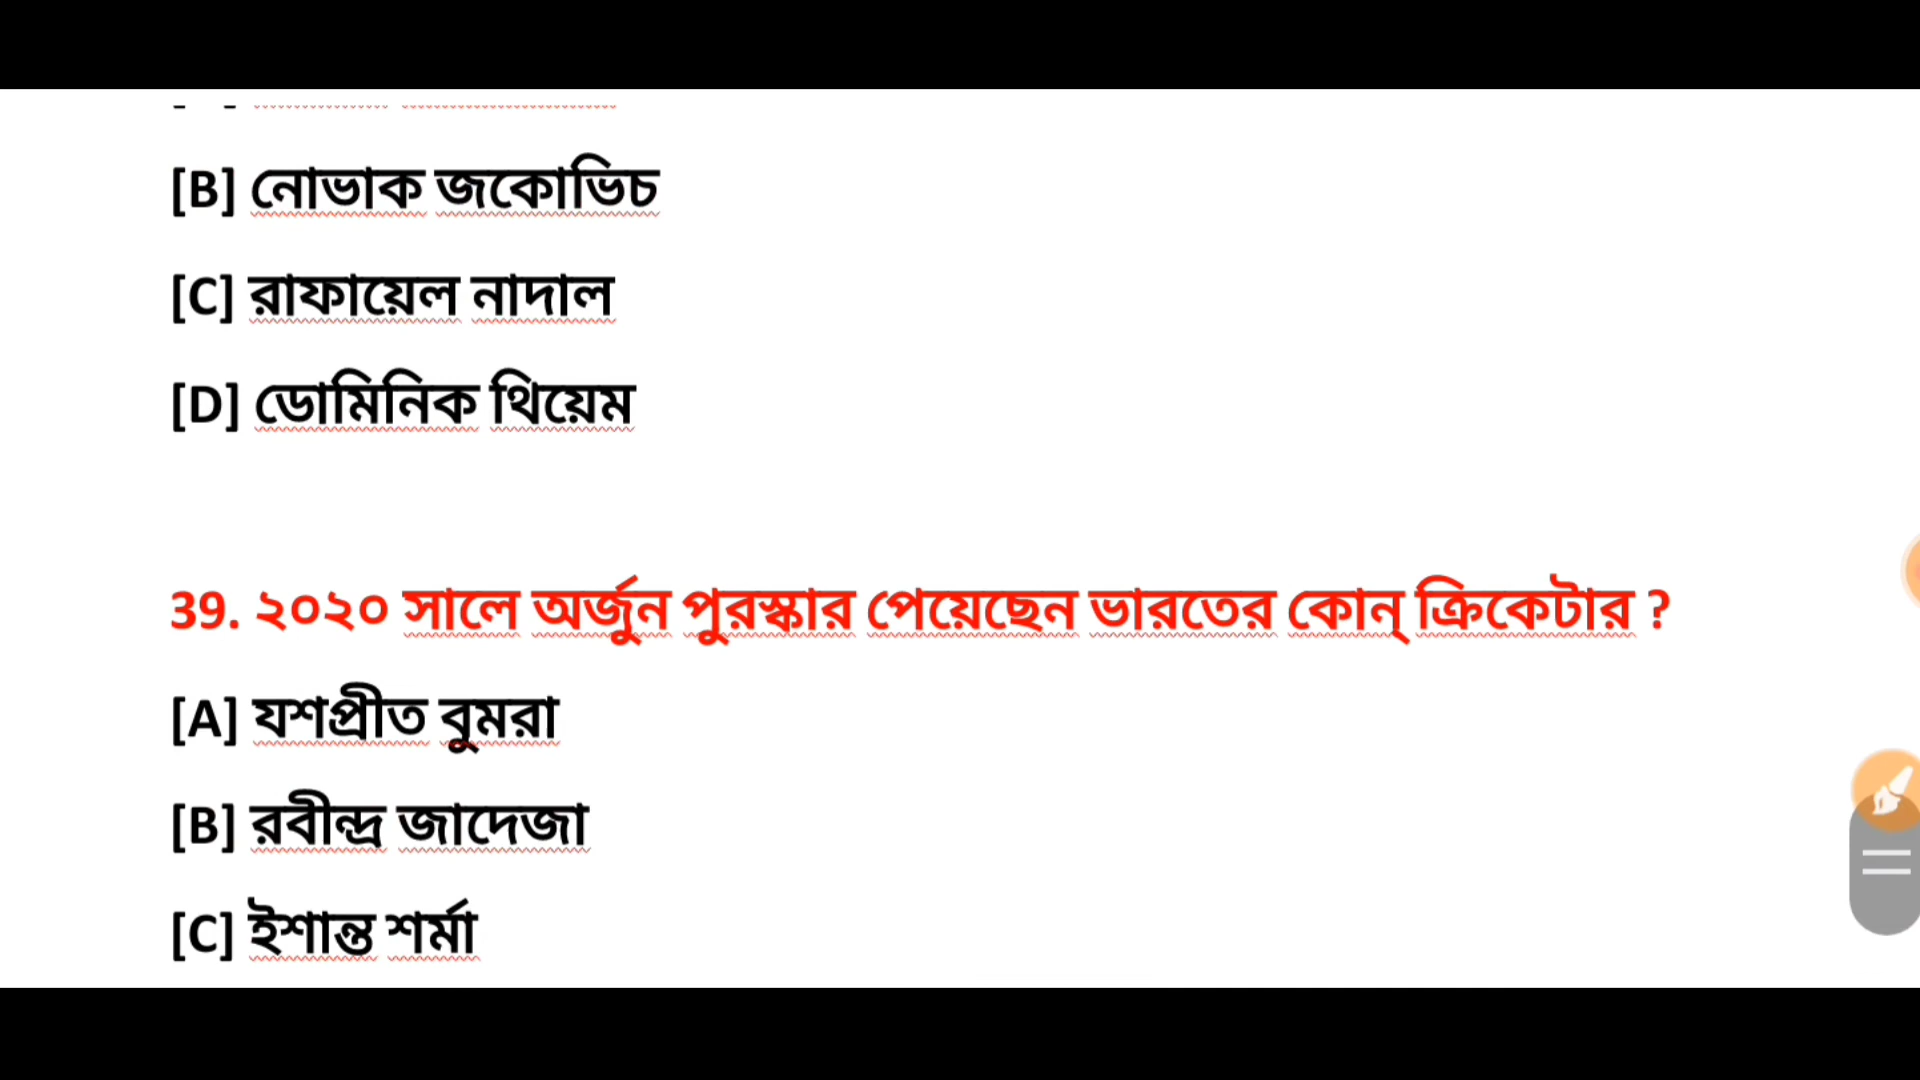 [B] নোভাক জকোভিচ
[C] রাফায়েল নাদাল
[D] ডোমিনিক থিয়েম
39. ২০২০ সালে অর্জুন পুরস্কার পেয়েছেন ভারতের কোন্ ক্রিকেটার ?
[A] যশপ্রীত বুমরা
[B] রবীন্দ্র জাদেজা
[C] ইশান্ত শর্মা